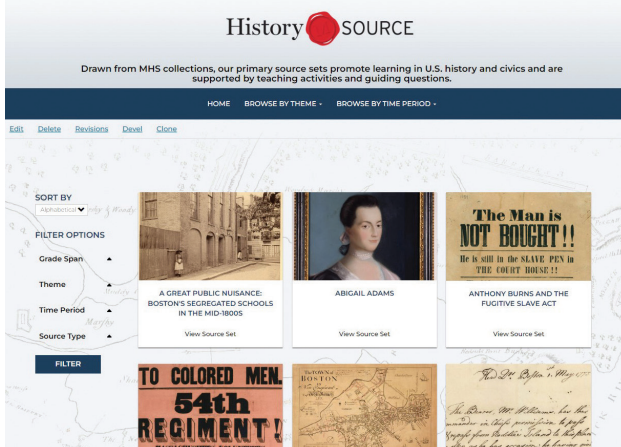 History SOURCE
Drawn from MHS collections, our primary source sets promote learning in U.S. history and civics and are
supported by teaching activities and guiding questions.
HOME BROWSE BY THEME BROWSE BY TIME PERIOD
Edit Delete Revisions Devel Clone
SORT BY
Alphabetical
FILTER OPTIONS
Grade Span
Theme
Time Period
Source Type
FILTER
A GREAT PUBLIC NUISANCE:
BOSTON'S SEGREGATED SCHOOLS
IN THE MID-1800S
View Source Set
ABIGAIL ADAMS
View Source Set
The Man is
NOT BOUGHT!!
He is still in the SLAVE PEN in
THE COURT HOUSE!!
ANTHONY BURNS AND THE
FUGITIVE SLAVE ACT
View Source Set
TO COLORED MEN.
54th
REGIMENT!
The TOWN of
BOSTON